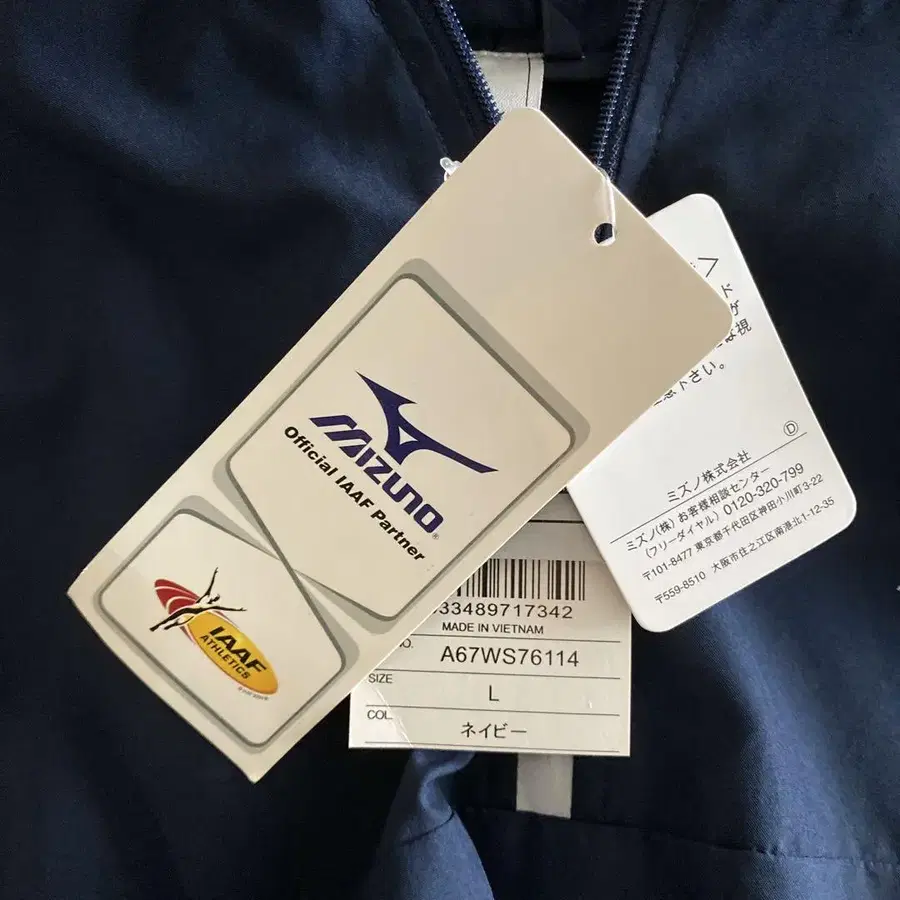 MIZUNO
Official IAAF Partner
IAAF
ATHLETICS
下さい。
D
ミズノ株式会社
ミズノ(株)お客様相談センター
(フリーダイヤル) 0120-320-799
〒101-8477 東京都千代田区神田小川町3-22
〒559-8510 大阪市住之江区南港北1-12-35
33489717342
MADE IN VIETNAM
A67WS76114
SIZE
L
COL.
ネイビー